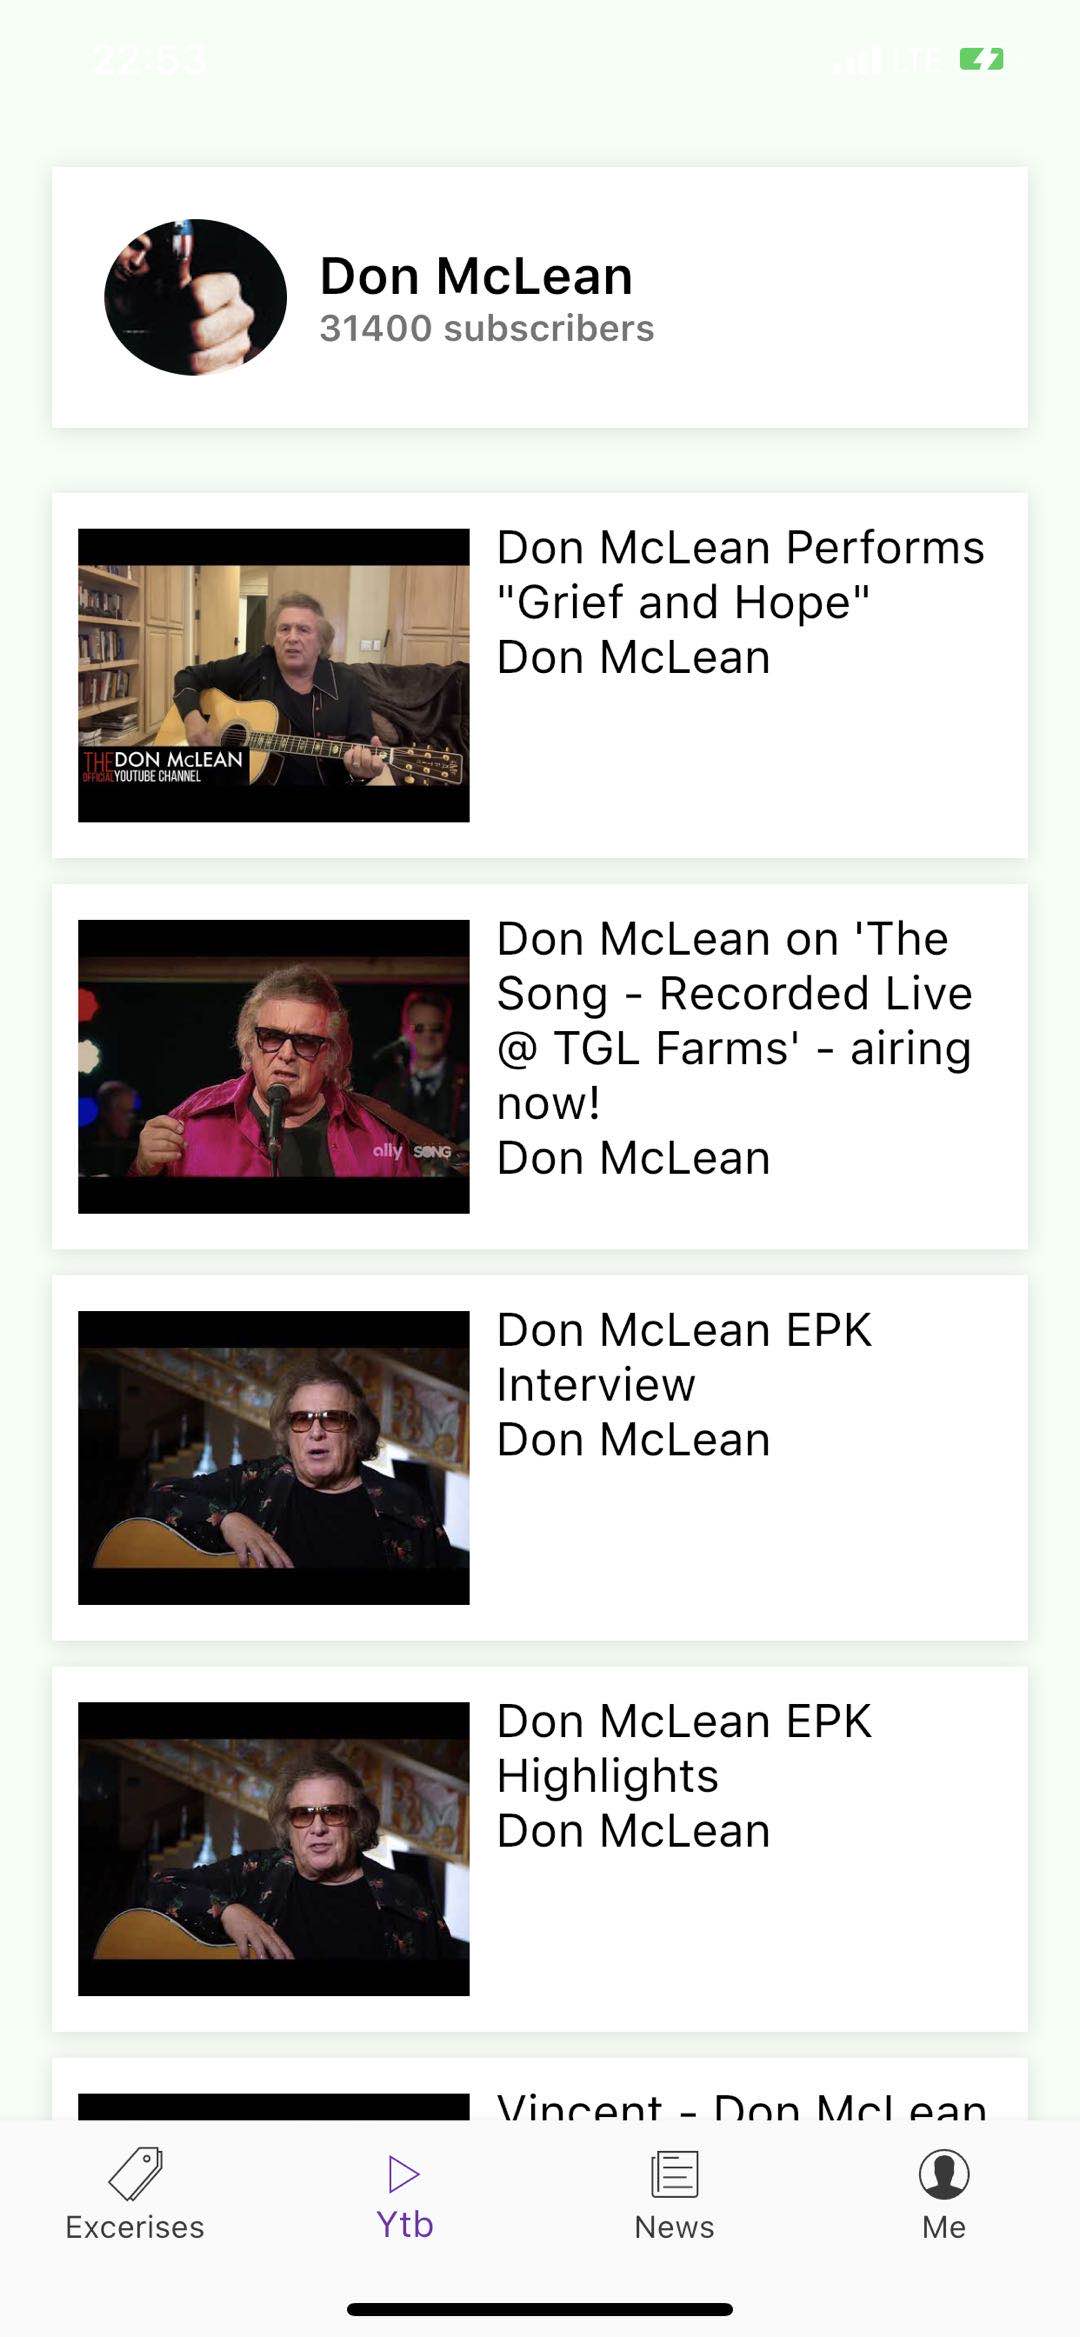 22:53
LTE
Don McLean
31400 subscribers
Don McLean Performs
"Grief and Hope"
Don McLean
THE DON McLEAN
OFFICIAL YOUTUBE CHANNEL
Don McLean on 'The
Song - Recorded Live
@ TGL Farms' - airing
now!
Don McLean
ally SONG
Don McLean EPK
Interview
Don McLean
Don McLean EPK
Highlights
Don McLean
Vincent - Don McLean
Excerises
Ytb
News
Me